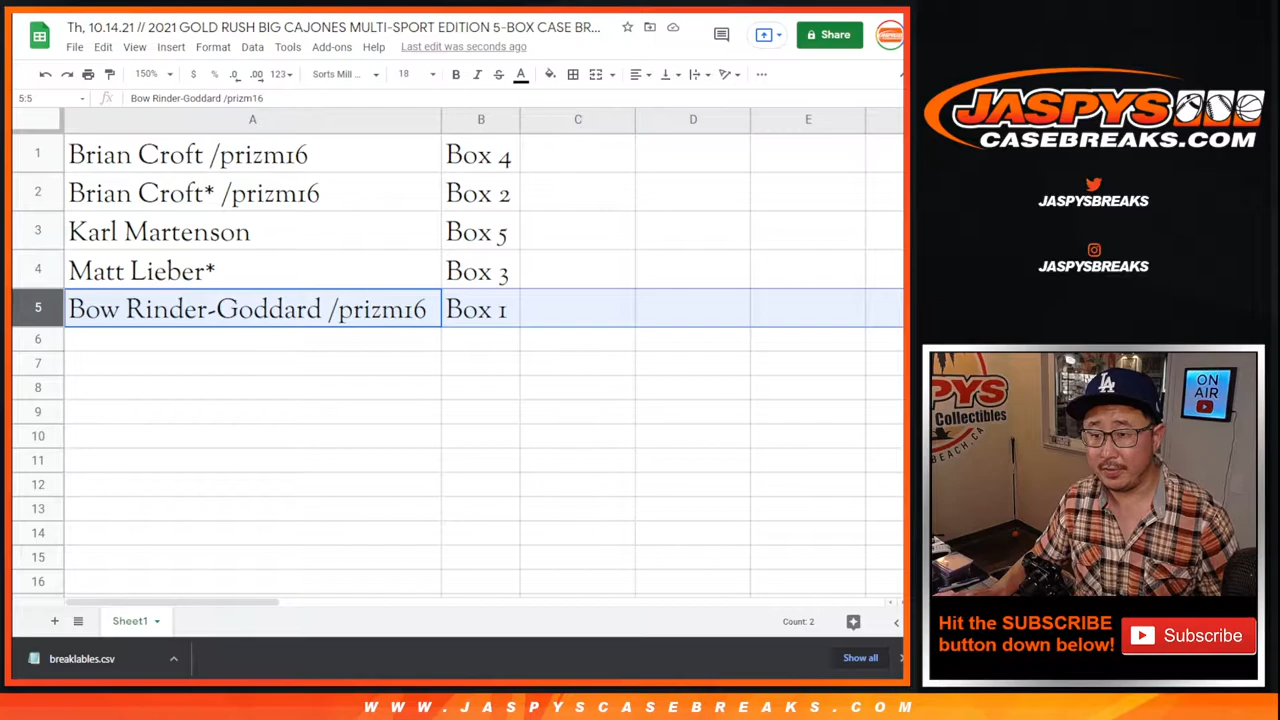 Th, 10.14.21 // 2021 GOLD RUSH BIG CAJONES MULTI-SPORT EDITION 5-BOX CASE BR...
File Edit View Insert Format Data Tools Add-ons Help Last edit was seconds ago
Share
150% $ % .0 .00 123 Sorts Mill ... 18 B I S A
5:5 fx Bow Rinder-Goddard /prizm16
A B C D E
1 Brian Croft /prizm16 Box 4
2 Brian Croft* /prizm16 Box 2
3 Karl Martenson Box 5
4 Matt Lieber* Box 3
5 Bow Rinder-Goddard /prizm16 Box 1
6
7
8
9
10
11
12
13
14
15
16
Sheet1 Count: 2
breaklables.csv Show all
JASPYS
CASEBREAKS.COM
JASPYSBREAKS
JASPYSBREAKS
PYS
Collectibles
BEACH, CA
LA
ON
AIR
Hit the SUBSCRIBE
button down below!
Subscribe
WWW.JASPYSCASEBREAKS.COM